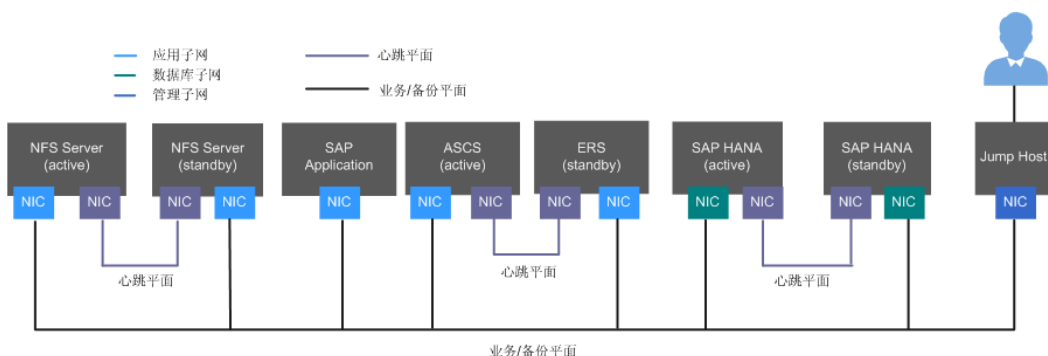 应用子网
数据库子网
管理子网
心跳平面
业务/备份平面
NFS Server
(active)
NFS Server
(standby)
SAP
Application
ASCS
(active)
ERS
(standby)
SAP HANA
(active)
SAP HANA
(standby)
Jump Host
NIC
NIC
NIC
NIC
NIC
NIC
NIC
NIC
NIC
NIC
NIC
NIC
NIC
NIC
心跳平面
心跳平面
心跳平面
业务/备份平面